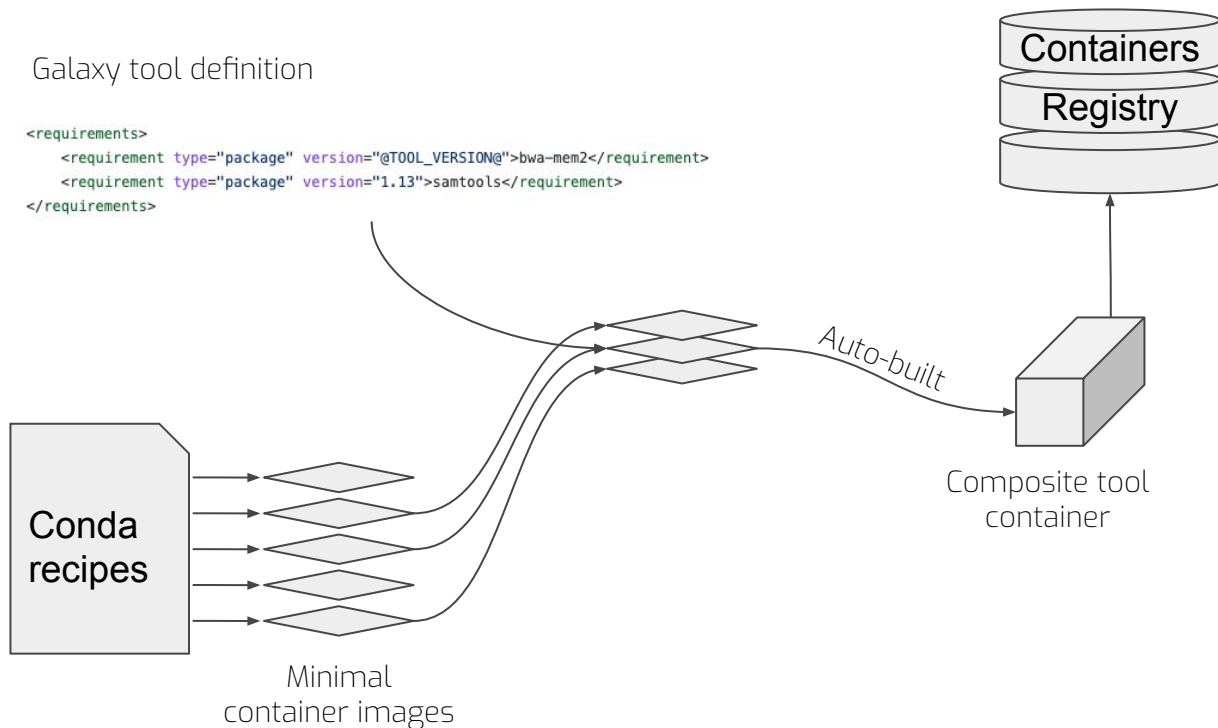 Galaxy tool definition
<requirements>
    <requirement type="package" version="@TOOL_VERSION@">bwa-mem2</requirement>
    <requirement type="package" version="1.13">samtools</requirement>
</requirements>
Containers
Registry
Auto-built
Composite tool
container
Conda
recipes
Minimal
container images